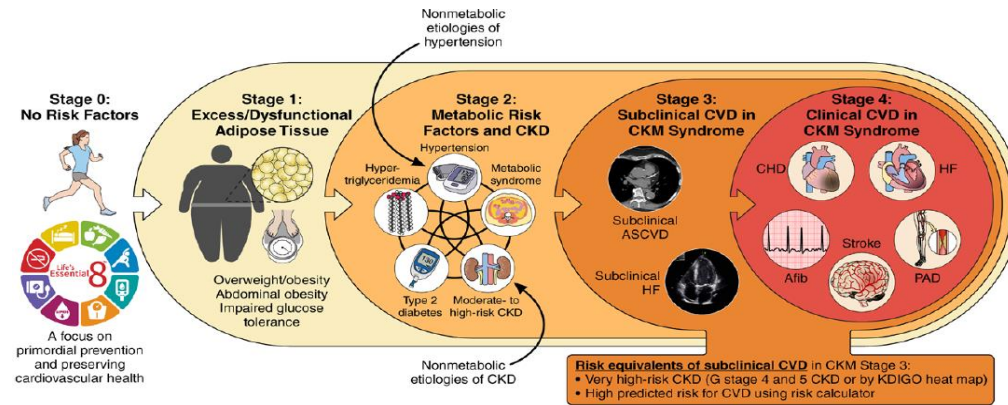 Nonmetabolic
etiologies of
hypertension
Stage 0:
No Risk Factors
Life's
Essential
8
A focus on
primordial prevention
and preserving
cardiovascular health
Stage 1:
Excess/Dysfunctional
Adipose Tissue
Overweight/obesity
Abdominal obesity
Impaired glucose
tolerance
Stage 2:
Metabolic Risk
Factors and CKD
Hypertension
Hyper-
triglyceridemia
Metabolic
syndrome
130
Type 2
diabetes
Moderate- to
high-risk CKD
Nonmetabolic
etiologies of CKD
Stage 3:
Subclinical CVD in
CKM Syndrome
Subclinical
ASCVD
Subclinical
HF
Stage 4:
Clinical CVD in
CKM Syndrome
CHD
HF
Afib
Stroke
PAD
Risk equivalents of subclinical CVD in CKM Stage 3:
• Very high-risk CKD (G stage 4 and 5 CKD or by KDIGO heat map)
• High predicted risk for CVD using risk calculator